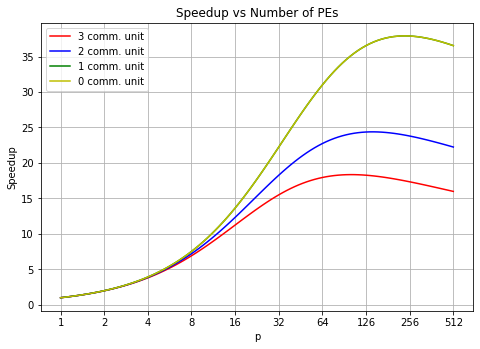 Speedup vs Number of PEs
3 comm. unit
2 comm. unit
1 comm. unit
0 comm. unit
Speedup
35
30
25
20
15
10
5
0
1 2 4 8 16 32 64 126 256 512
p